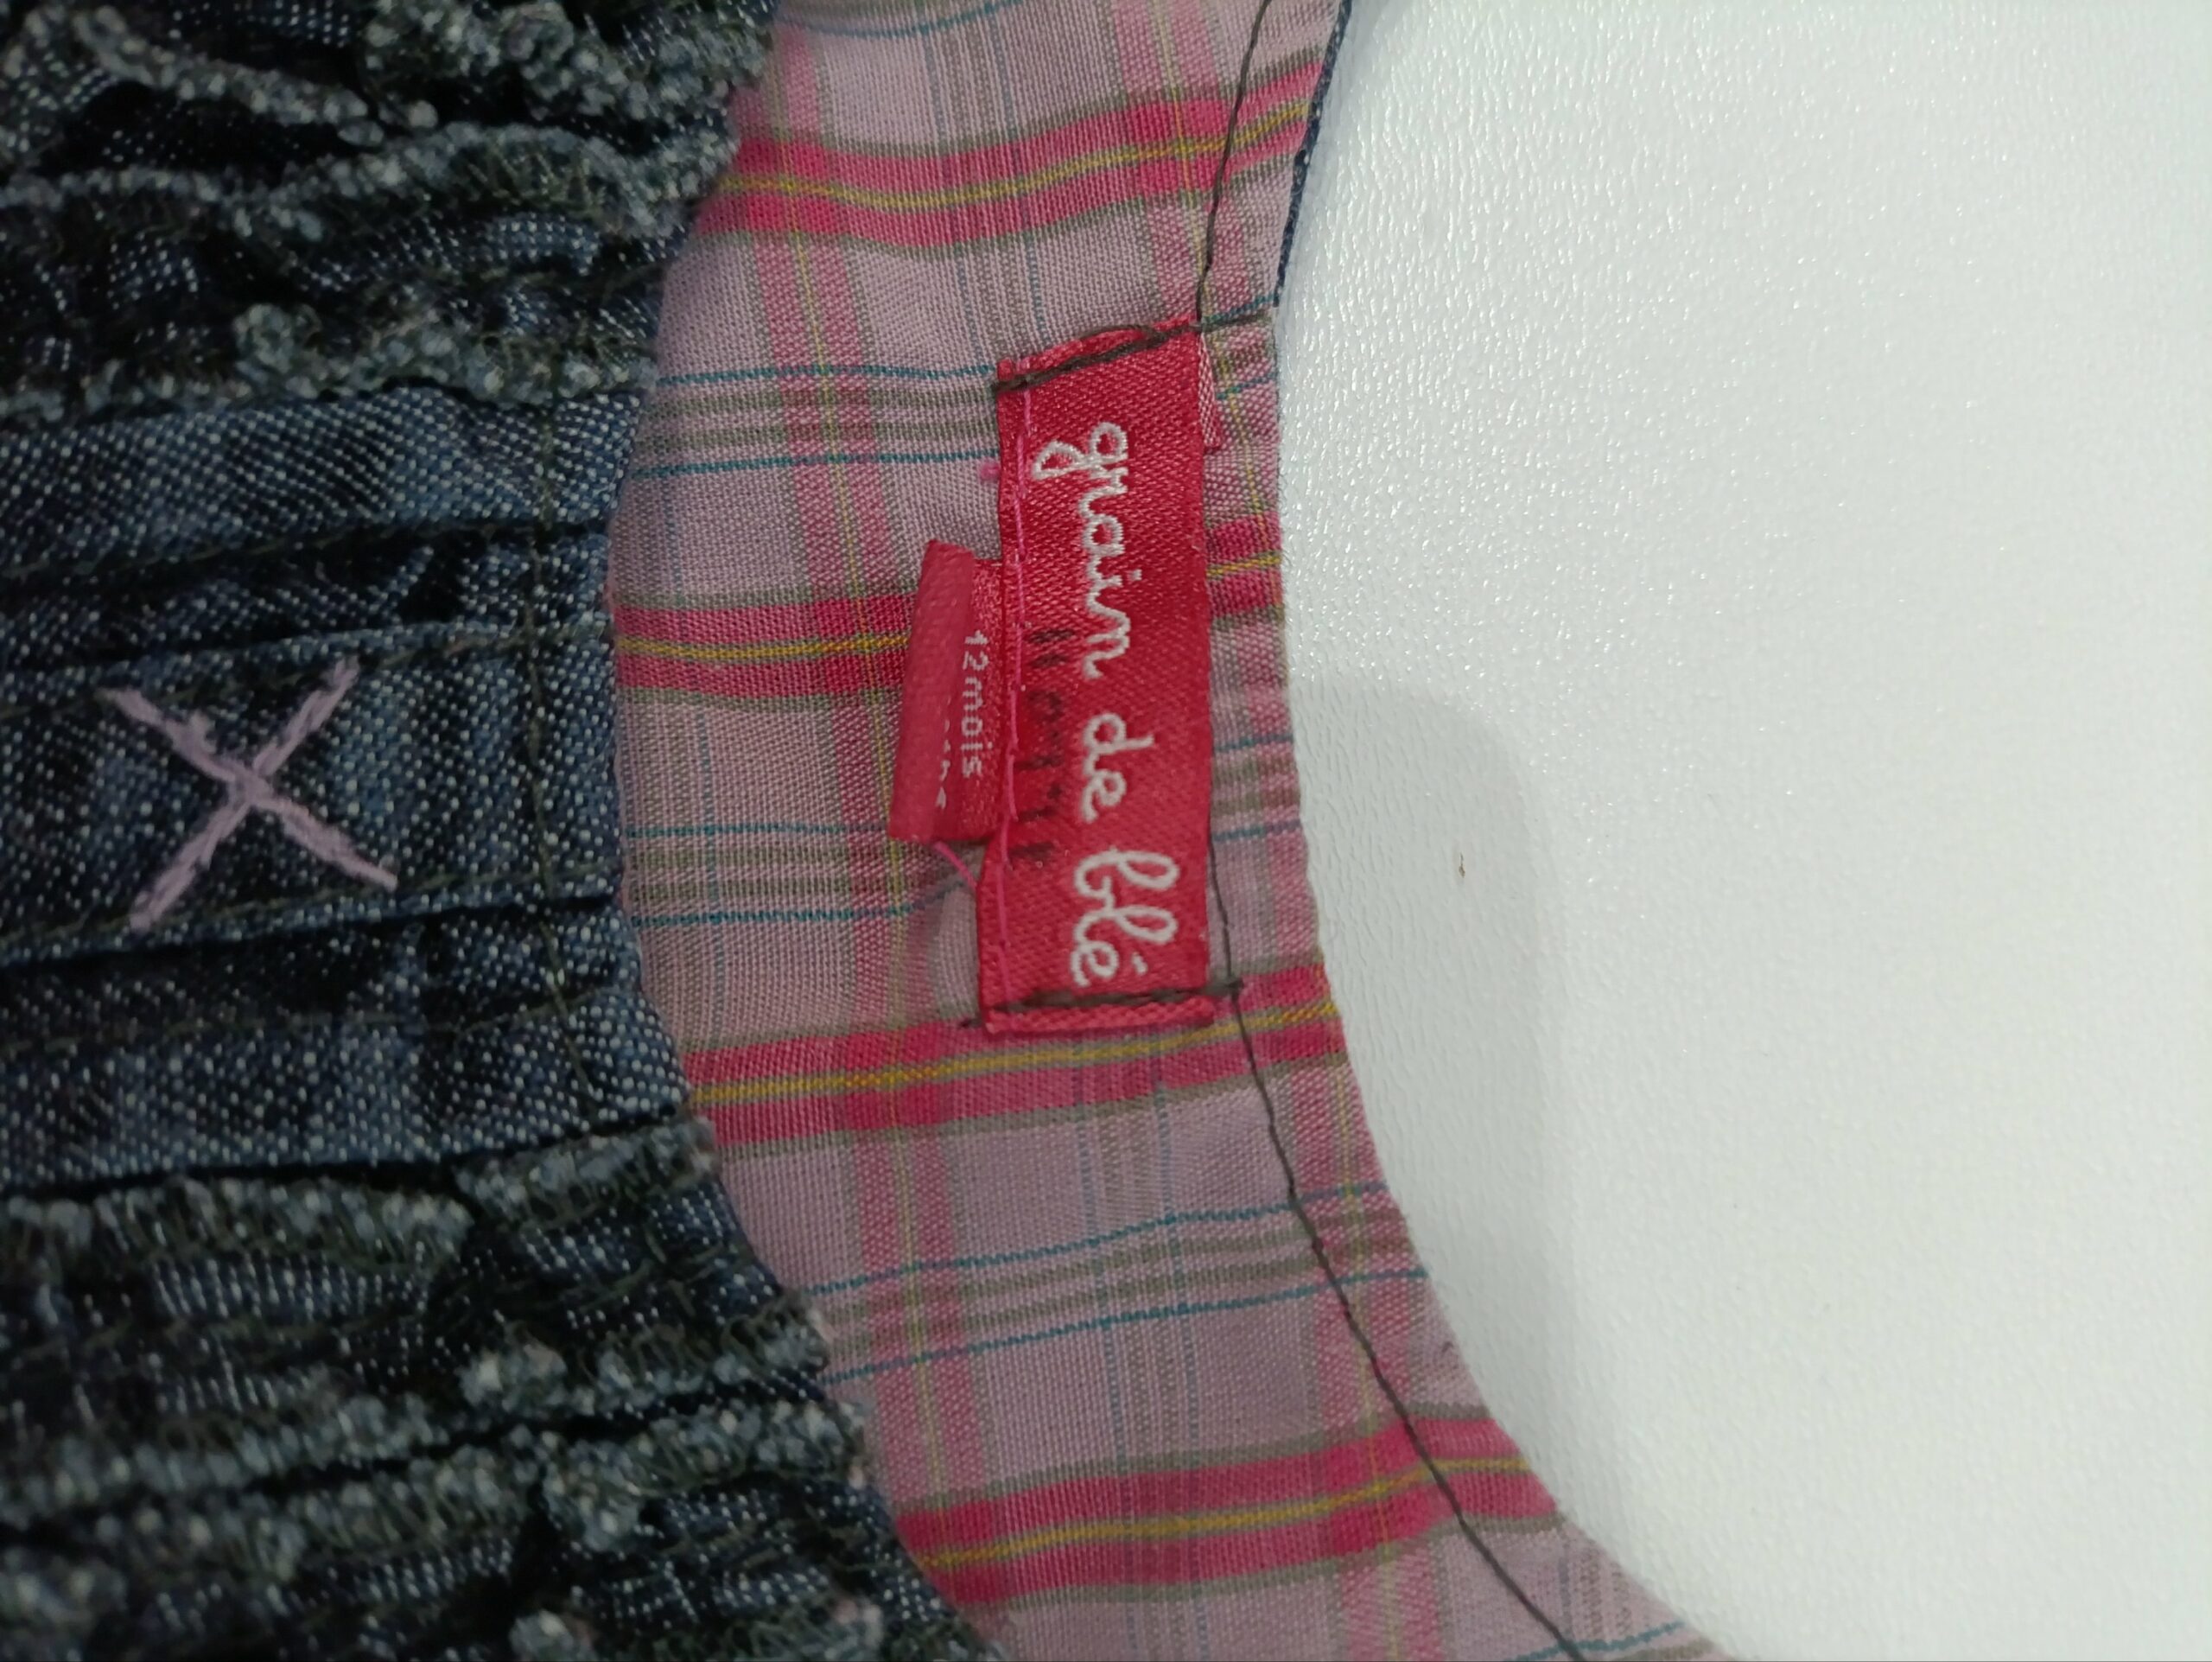 grain de blé
12mois